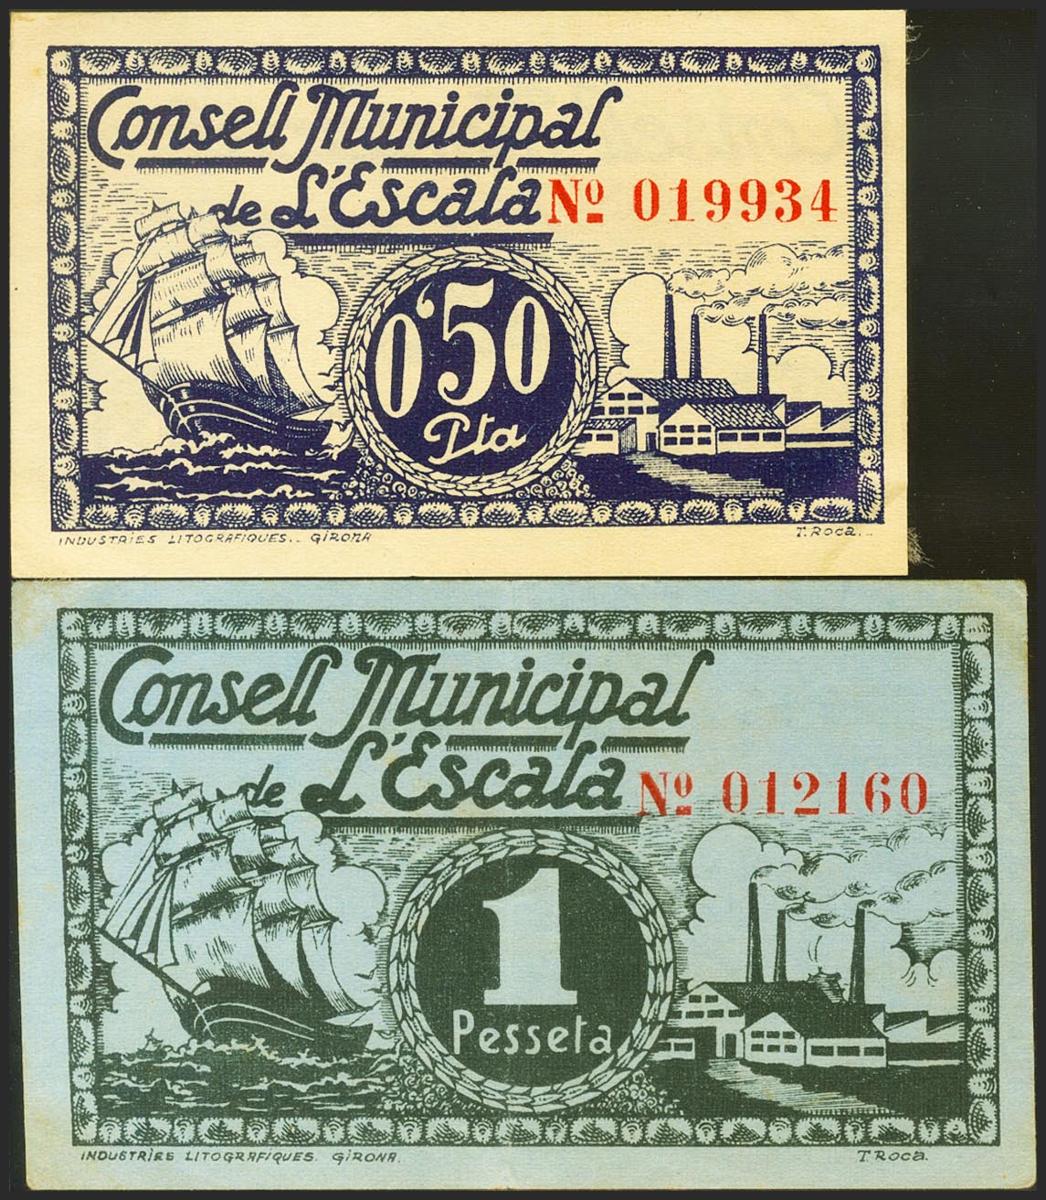 Consell Municipal
de L'Escala Nº 019934
0'50
Pta
INDUSTRIES LITOGRAFIQUES.. GIRONA
T. ROCA...
Consell Municipal
de L'Escala Nº 012160
1
Pesseta
INDUSTRIES LITOGRAFIQUES. GIRONA.
T. ROCA.